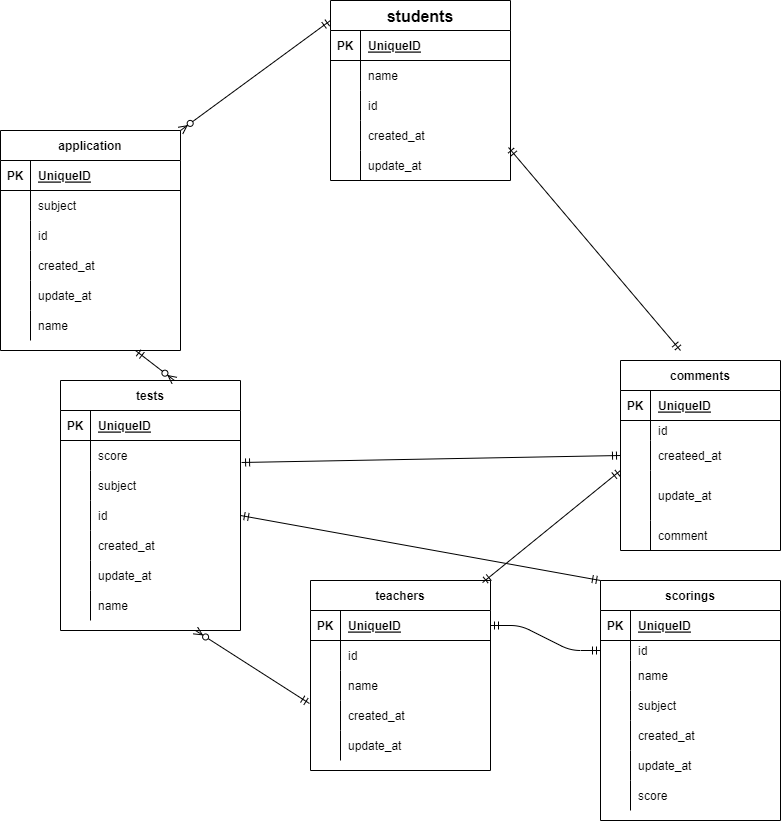 students
PK UniqueID
name
id
created_at
update_at
application
PK UniqueID
subject
id
created_at
update_at
name
comments
PK UniqueID
id
createed_at
update_at
comment
tests
PK UniqueID
score
subject
id
created_at
update_at
name
teachers
PK UniqueID
id
name
created_at
update_at
scorings
PK UniqueID
id
name
subject
created_at
update_at
score